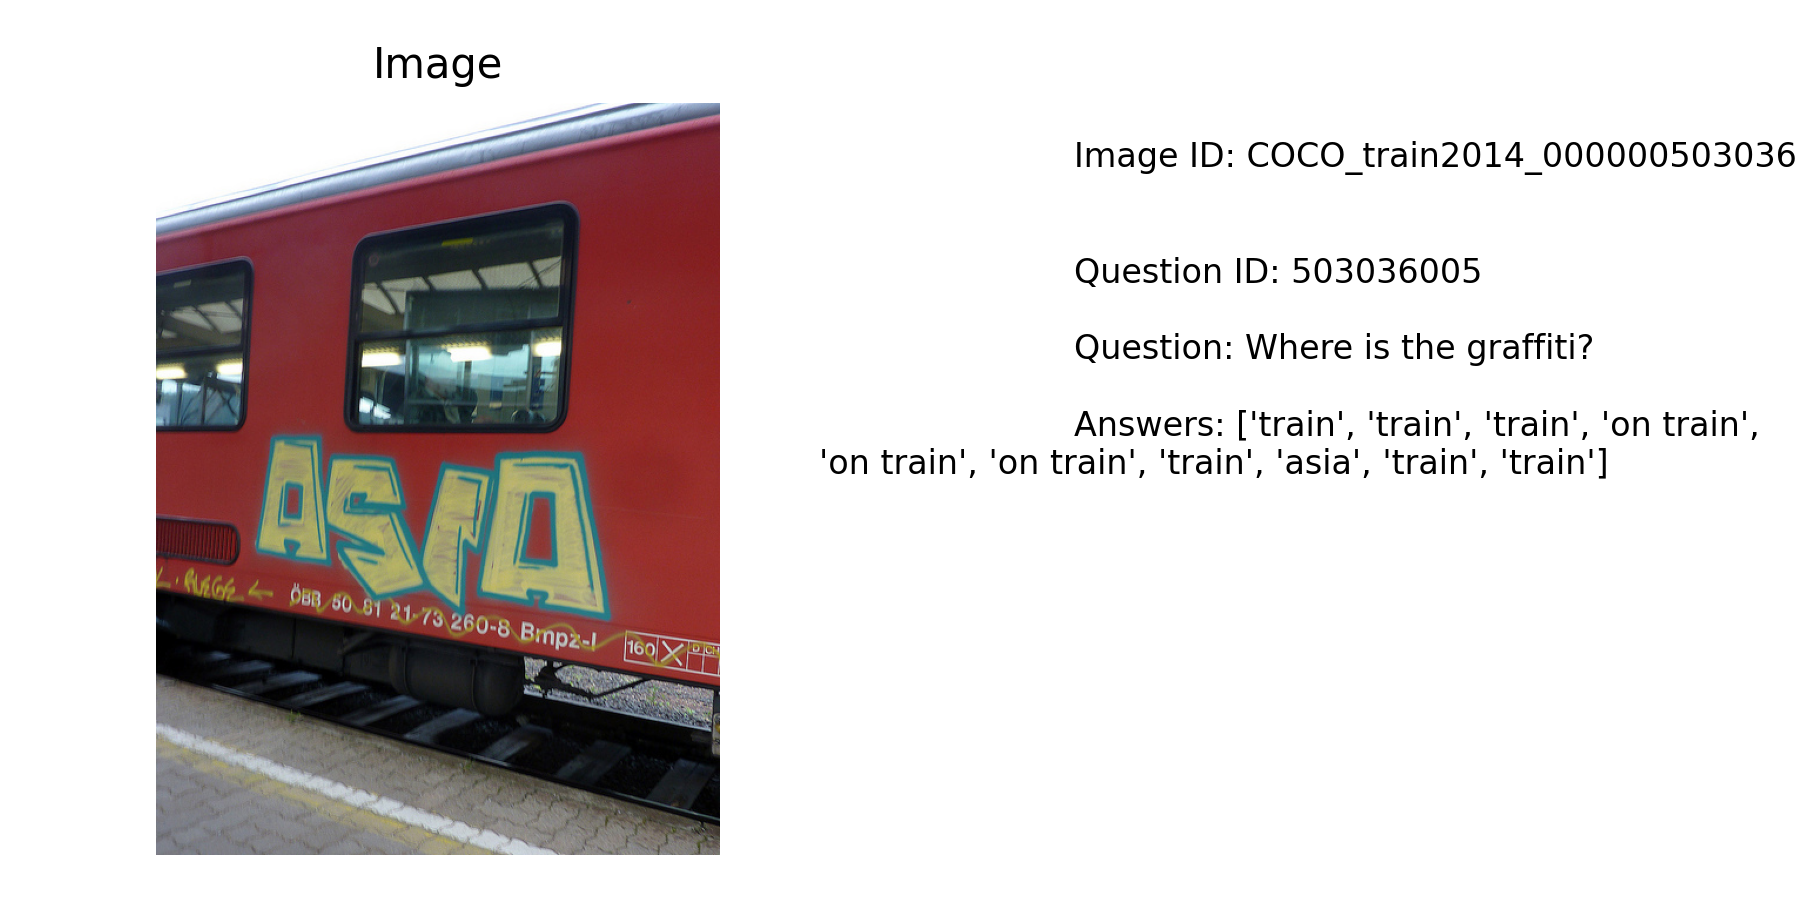 Image
ASIA
ÖBB 50 81 21-73 260-8 Bmpz-l
160
D CH
Image ID: COCO_train2014_000000503036
Question ID: 503036005
Question: Where is the graffiti?
Answers: ['train', 'train', 'train', 'on train',
'on train', 'on train', 'train', 'asia', 'train', 'train']